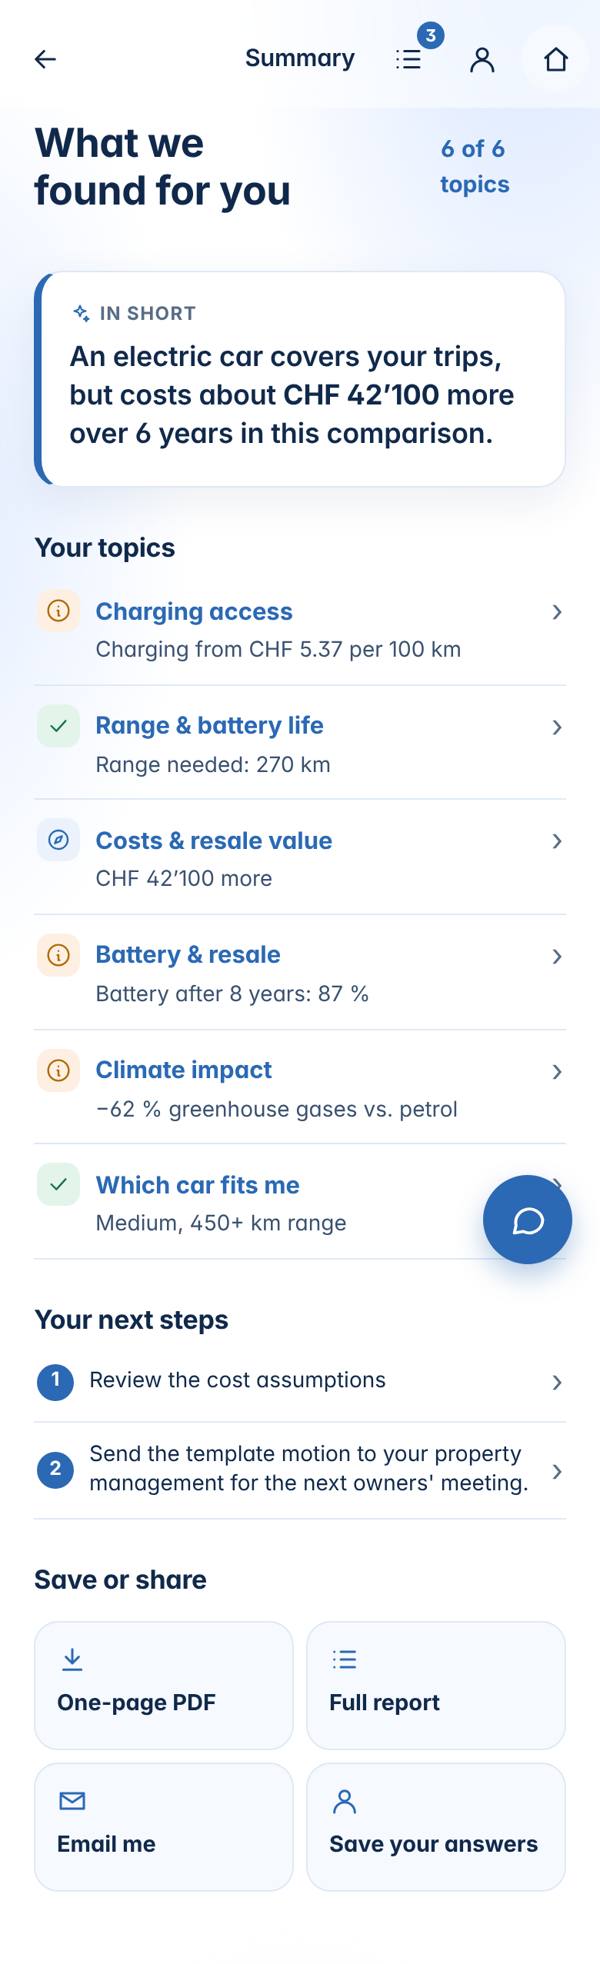 Summary
3
What we
found for you
6 of 6
topics
IN SHORT
An electric car covers your trips,
but costs about CHF 42’100 more
over 6 years in this comparison.
Your topics
Charging access
Charging from CHF 5.37 per 100 km
Range & battery life
Range needed: 270 km
Costs & resale value
CHF 42’100 more
Battery & resale
Battery after 8 years: 87 %
Climate impact
−62 % greenhouse gases vs. petrol
Which car fits me
Medium, 450+ km range
Your next steps
1
Review the cost assumptions
2
Send the template motion to your property
management for the next owners' meeting.
Save or share
One-page PDF
Full report
Email me
Save your answers